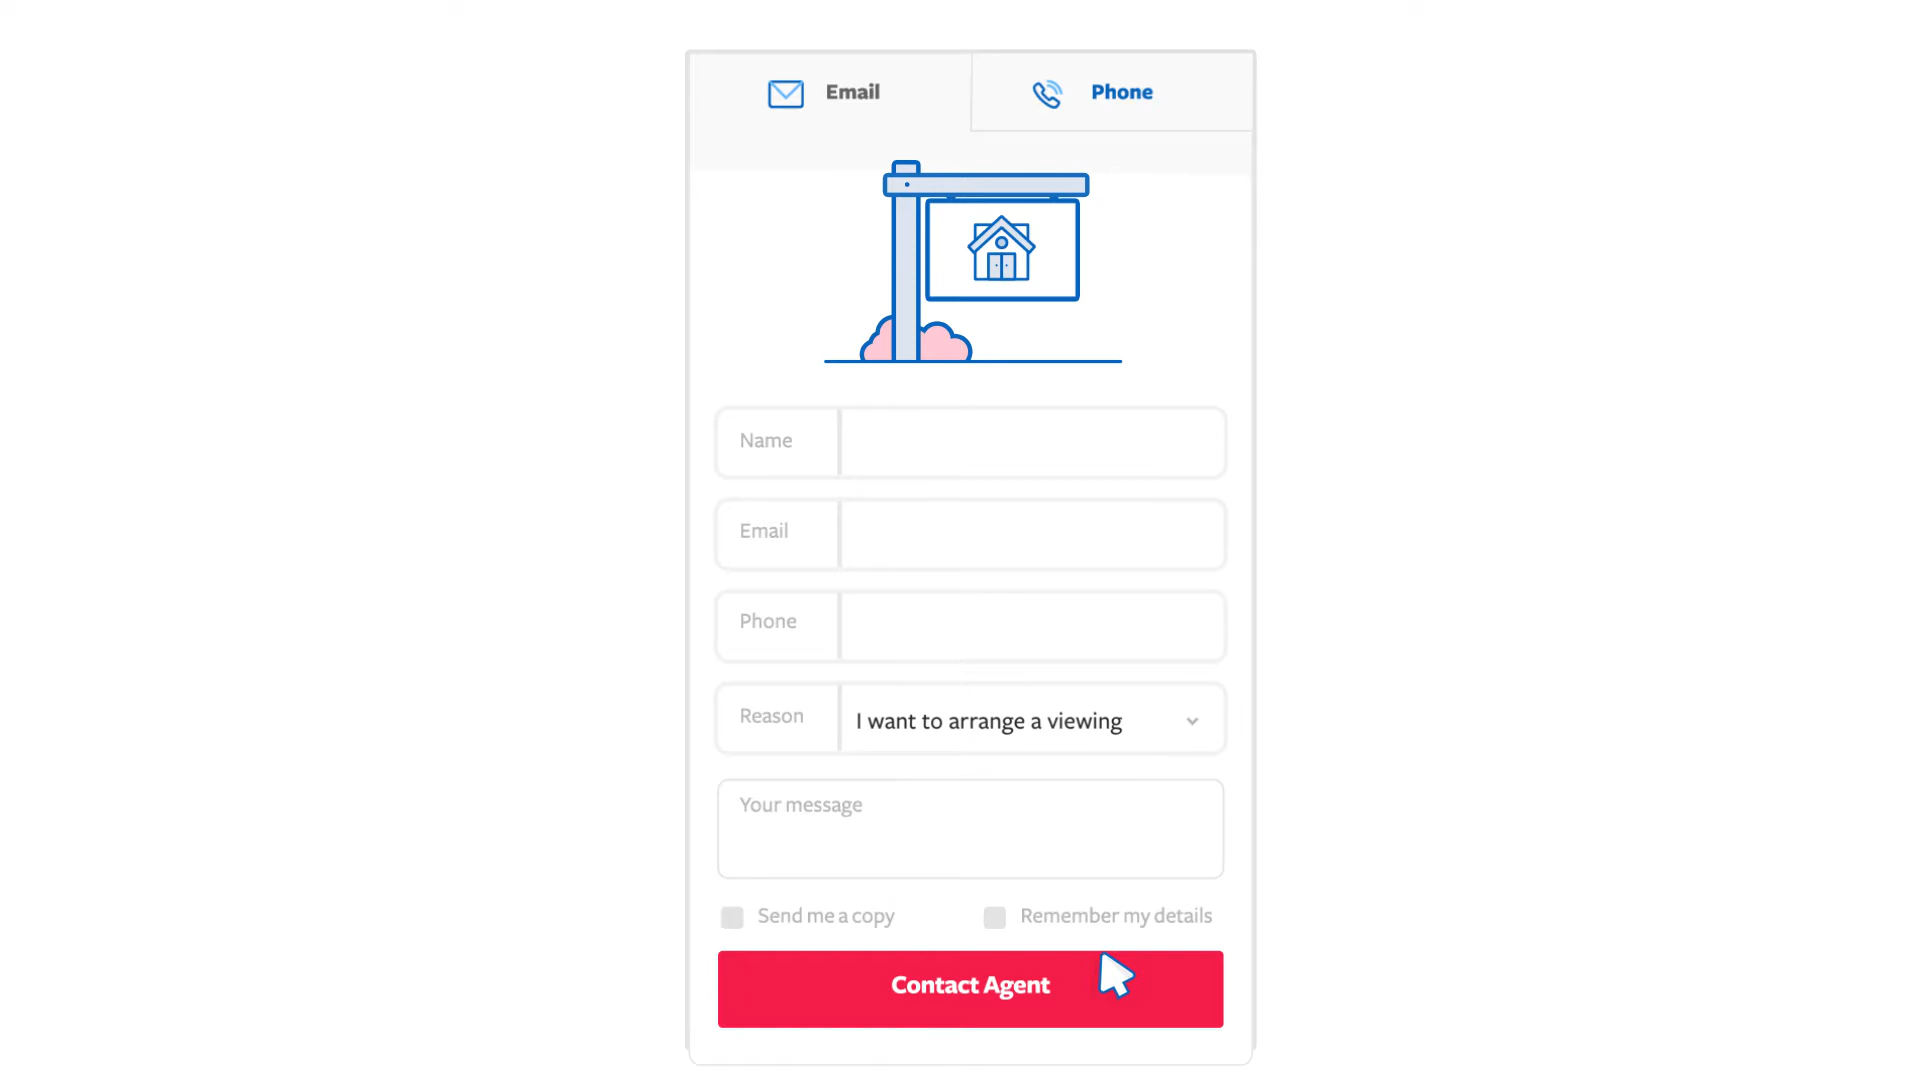 Email
Phone
Name
Email
Phone
Reason
I want to arrange a viewing
Your message
Send me a copy
Remember my details
Contact Agent